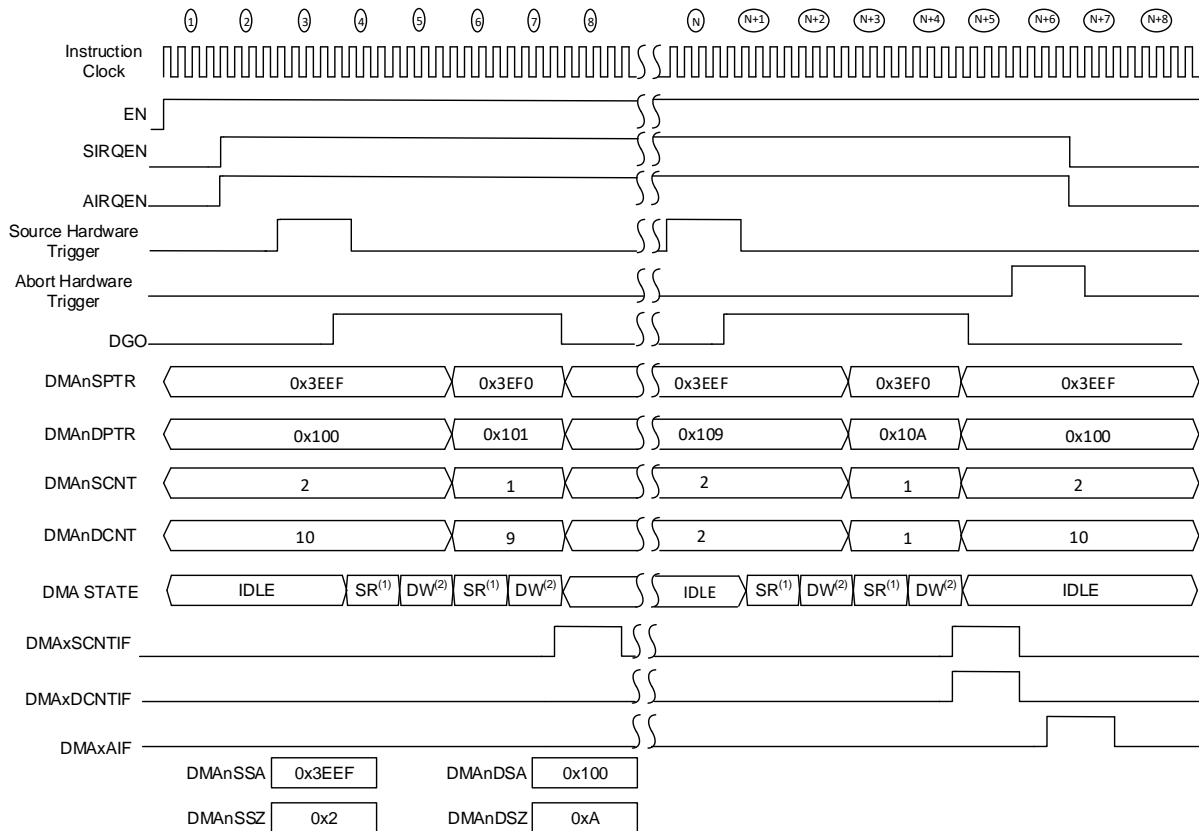 1 2 3 4 5 6 7 8 N N+1 N+2 N+3 N+4 N+5 N+6 N+7 N+8
Instruction
Clock
EN
SIRQEN
AIRQEN
Source Hardware
Trigger
Abort Hardware
Trigger
DGO
DMAnSPTR 0x3EEF 0x3EF0 0x3EEF 0x3EF0 0x3EEF
DMAnDPTR 0x100 0x101 0x109 0x10A 0x100
DMAnSCNT 2 1 2 1 2
DMAnDCNT 10 9 2 1 10
DMA STATE IDLE SR(1) DW(2) SR(1) DW(2) IDLE SR(1) DW(2) SR(1) DW(2) IDLE
DMAxSCNTIF
DMAxDCNTIF
DMAxAIF
DMAnSSA 0x3EEF DMAnDSA 0x100
DMAnSSZ 0x2 DMAnDSZ 0xA